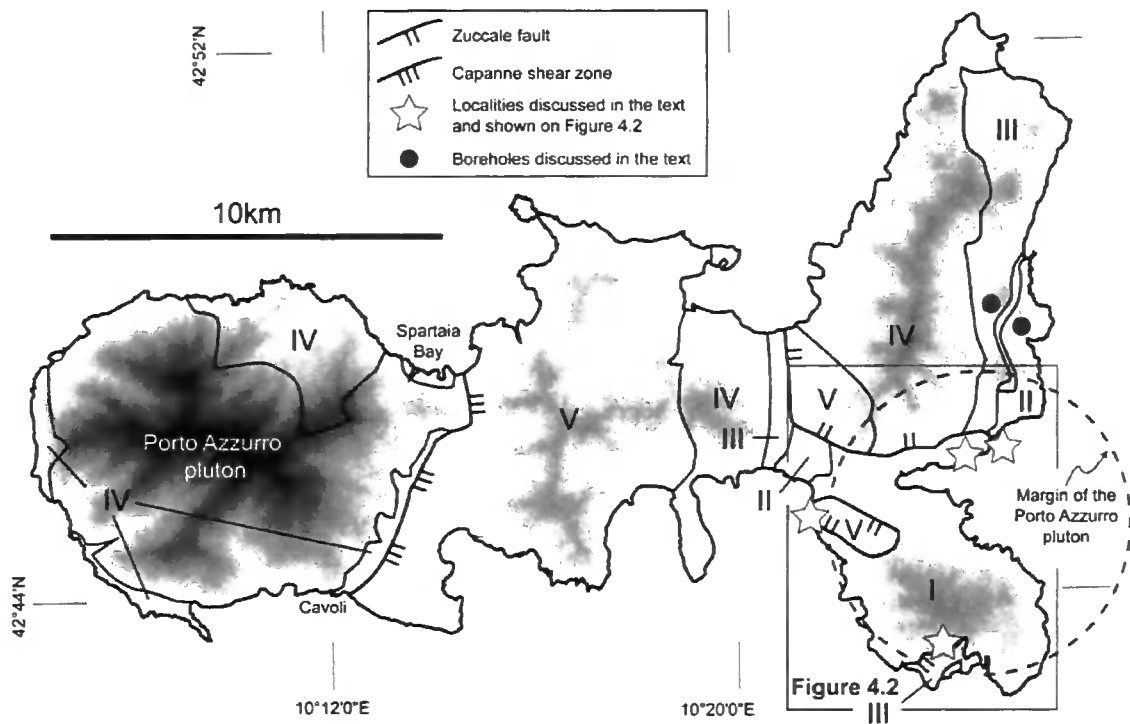 42°52'N
Zuccale fault
Capanne shear zone
Localities discussed in the text
and shown on Figure 4.2
Boreholes discussed in the text
10km
III
IV
Spartaia
Bay
IV
V
IV
V
II
Porto Azzurro
pluton
III
IV
II
V
Margin of the
Porto Azzurro
pluton
I
42°44'N
Cavoli
Figure 4.2
III
10°12'0"E
10°20'0"E